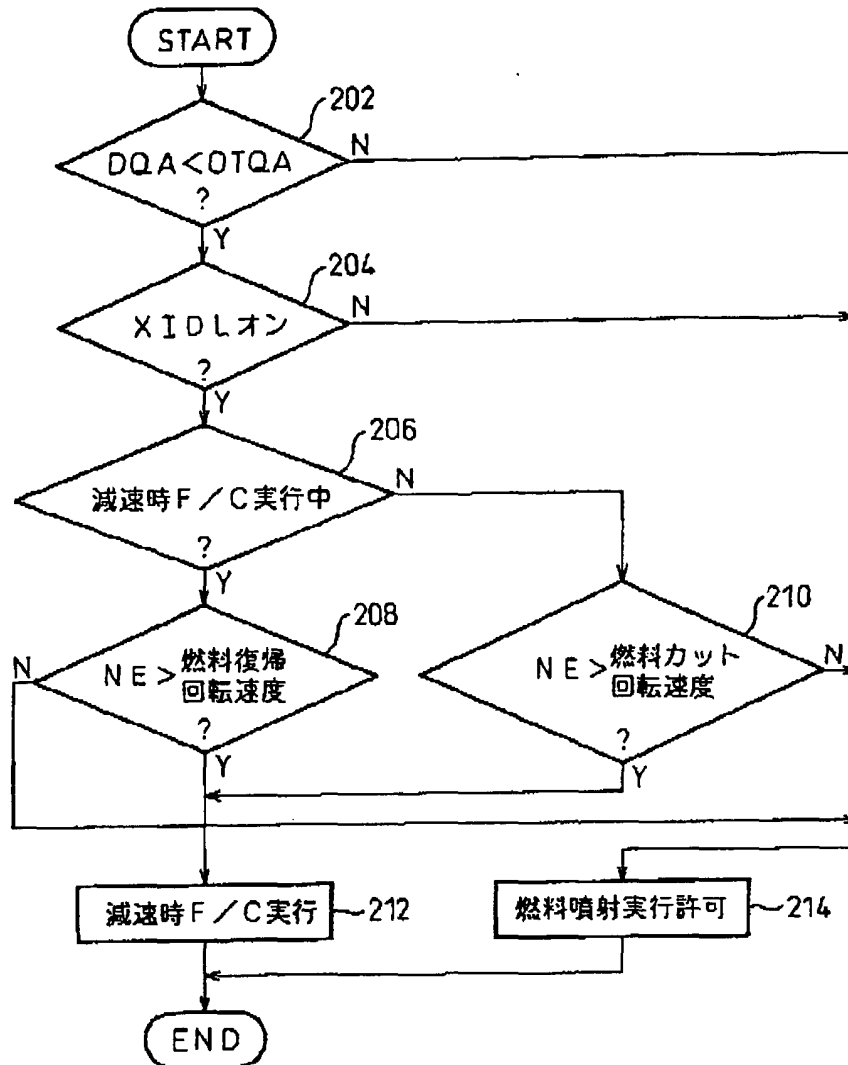 START
202
DQA<OTQA
?
N
Y
204
XIDLオン
?
N
Y
206
減速時F/C実行中
?
N
Y
208
NE>燃料復帰
回転速度
?
N
Y
210
NE>燃料カット
回転速度
?
N
Y
減速時F/C実行
212
燃料噴射実行許可
214
END